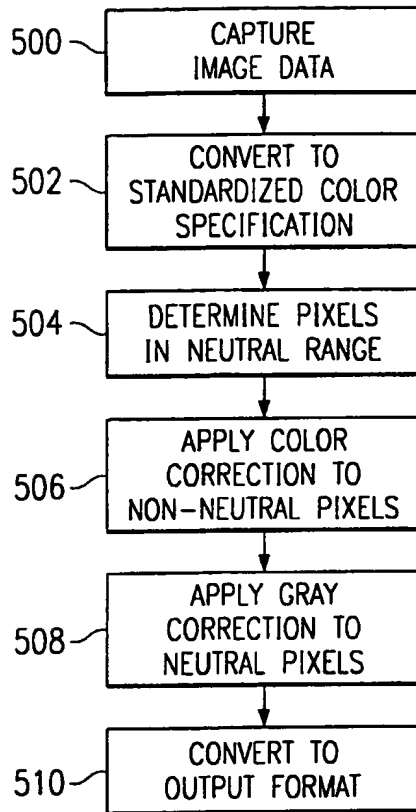 500
CAPTURE
IMAGE DATA
502
CONVERT TO
STANDARDIZED COLOR
SPECIFICATION
504
DETERMINE PIXELS
IN NEUTRAL RANGE
506
APPLY COLOR
CORRECTION TO
NON-NEUTRAL PIXELS
508
APPLY GRAY
CORRECTION TO
NEUTRAL PIXELS
510
CONVERT TO
OUTPUT FORMAT